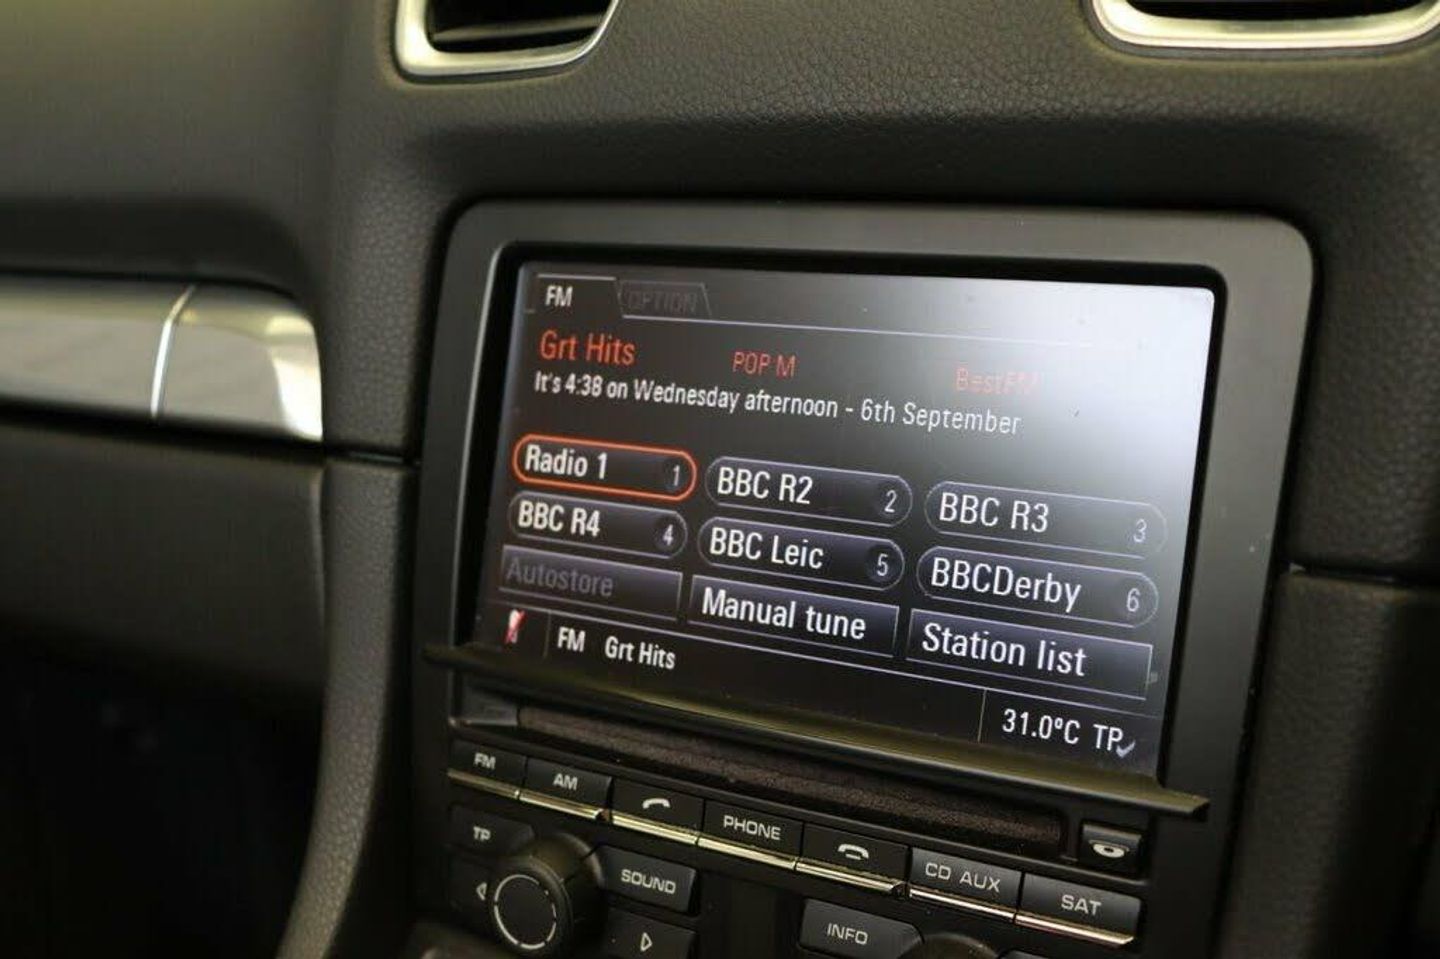 FM OPTION
Grt Hits POP M BestFM
It's 4:38 on Wednesday afternoon - 6th September
Radio 1 1 BBC R2 2 BBC R3 3
BBC R4 4 BBC Leic 5 BBCDerby 6
Autostore Manual tune Station list
FM Grt Hits
31.0ºC TP
FM AM PHONE CD AUX SAT
TP SOUND INFO